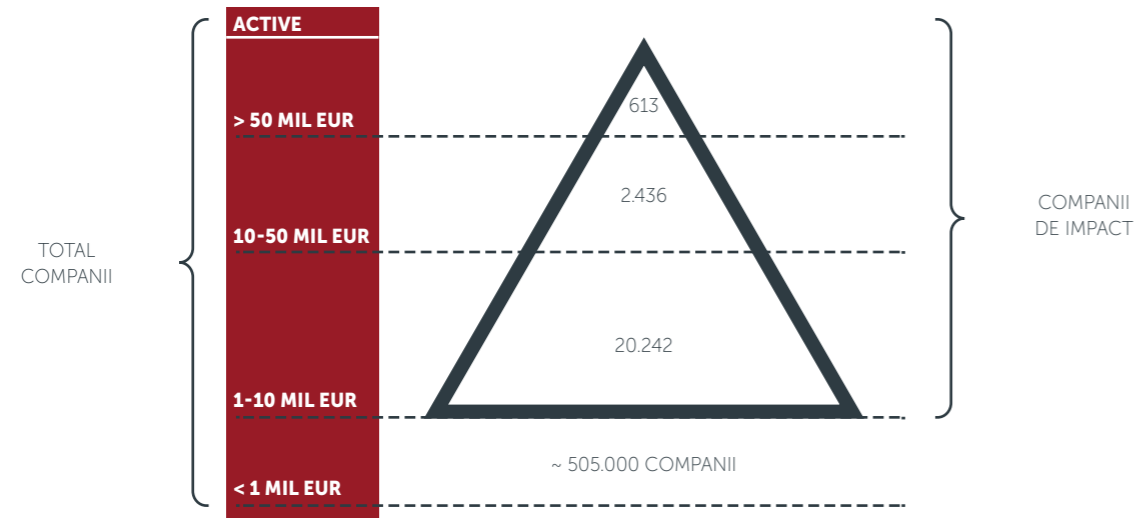 ACTIVE
> 50 MIL EUR
613
2.436
10-50 MIL EUR
COMPANII
DE IMPACT
TOTAL
COMPANII
20.242
1-10 MIL EUR
~ 505.000 COMPANII
< 1 MIL EUR